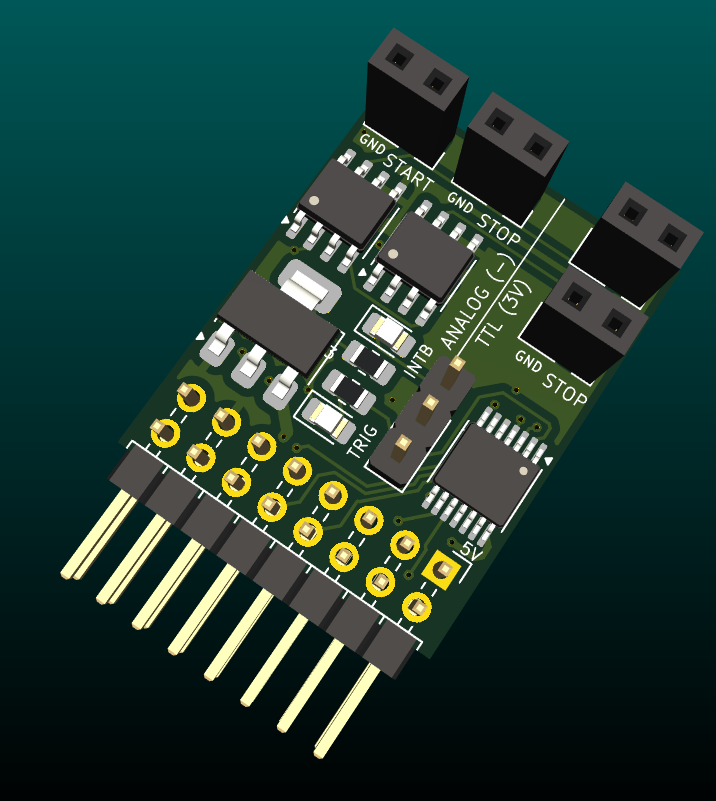 GND START
GND STOP
ANALOG (-)
TTL (3V)
GND STOP
INTB
TRIG
5V